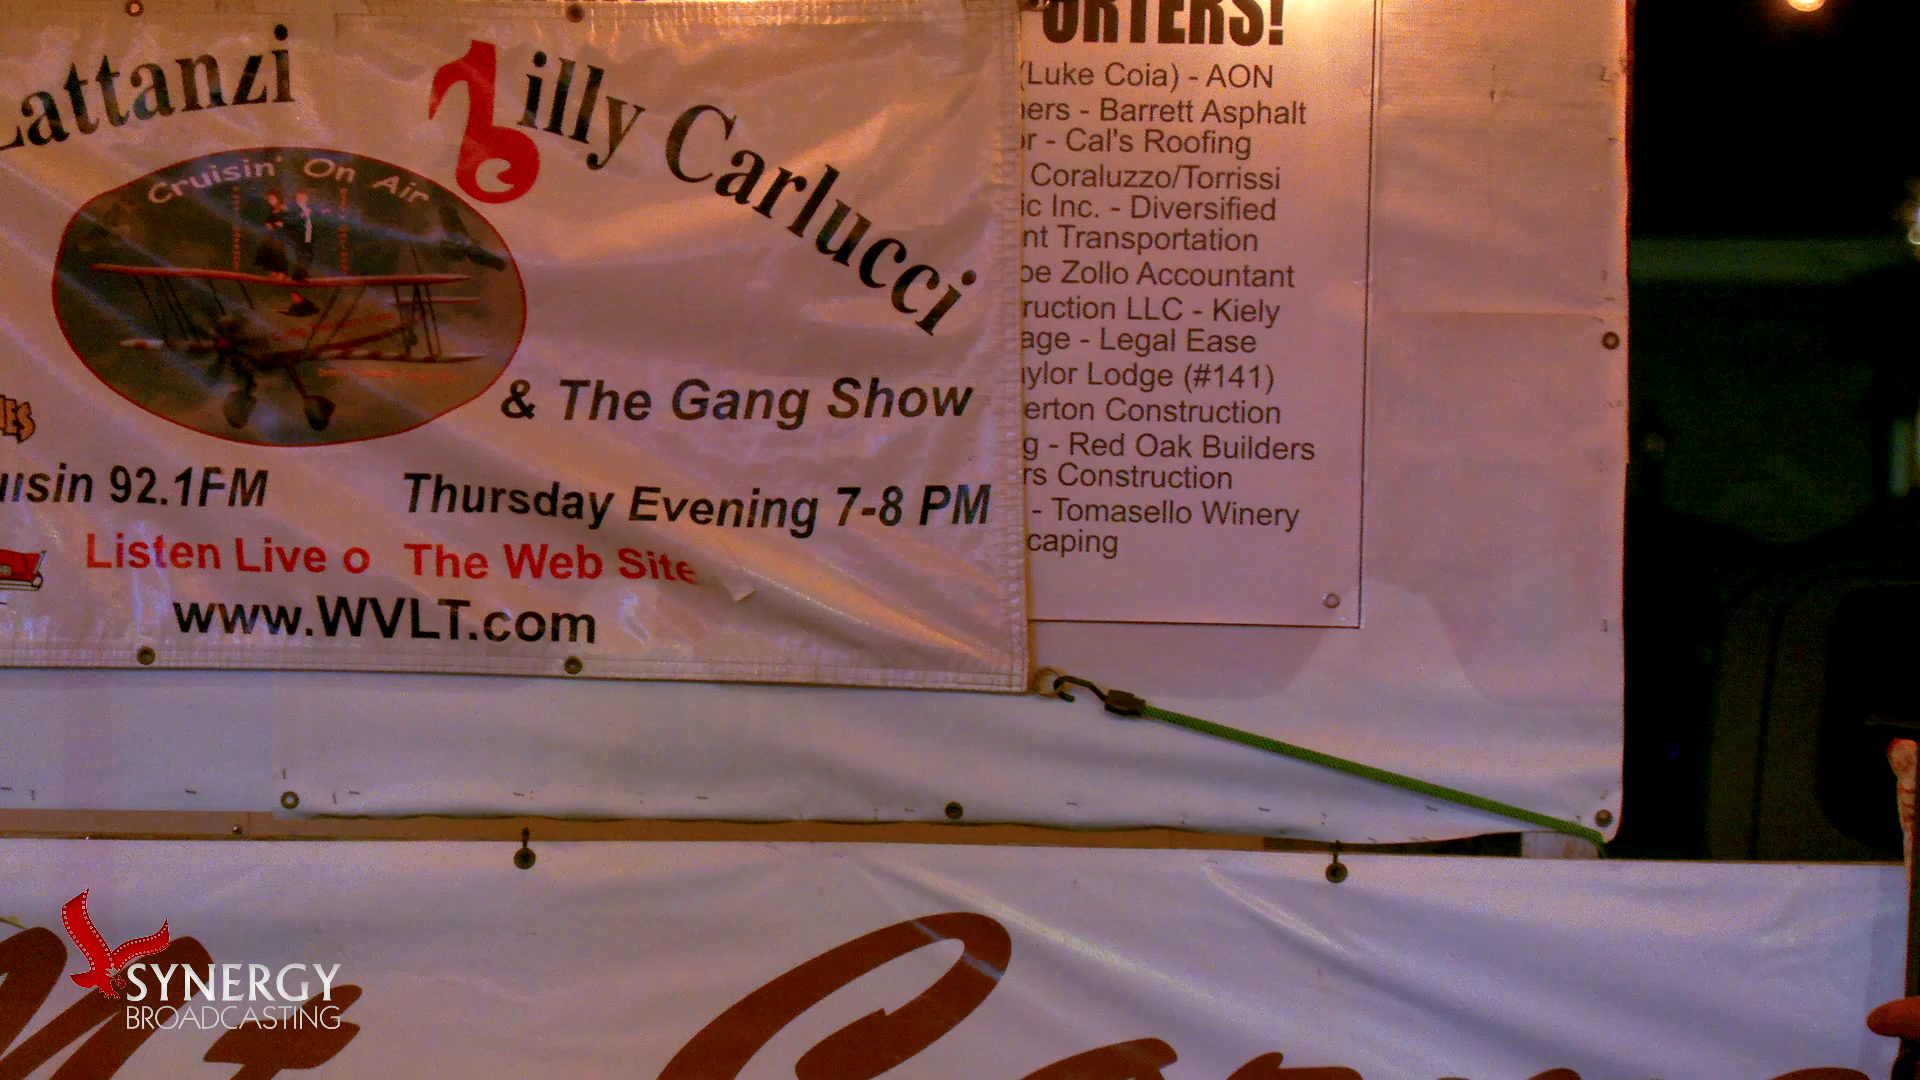 Lattanzi
Billy Carlucci
Cruisin' On Air
& The Gang Show
92.1FM
Thursday Evening 7-8 PM
Listen Live o The Web Site
www.WVLT.com
ORTERS!
(Luke Coia) - AON
ers - Barrett Asphalt
r - Cal's Roofing
Coraluzzo/Torrissi
ic Inc. - Diversified
nt Transportation
oe Zollo Accountant
ruction LLC - Kiely
age - Legal Ease
ylor Lodge (#141)
erton Construction
g - Red Oak Builders
rs Construction
- Tomasello Winery
caping
SYNERGY
BROADCASTING